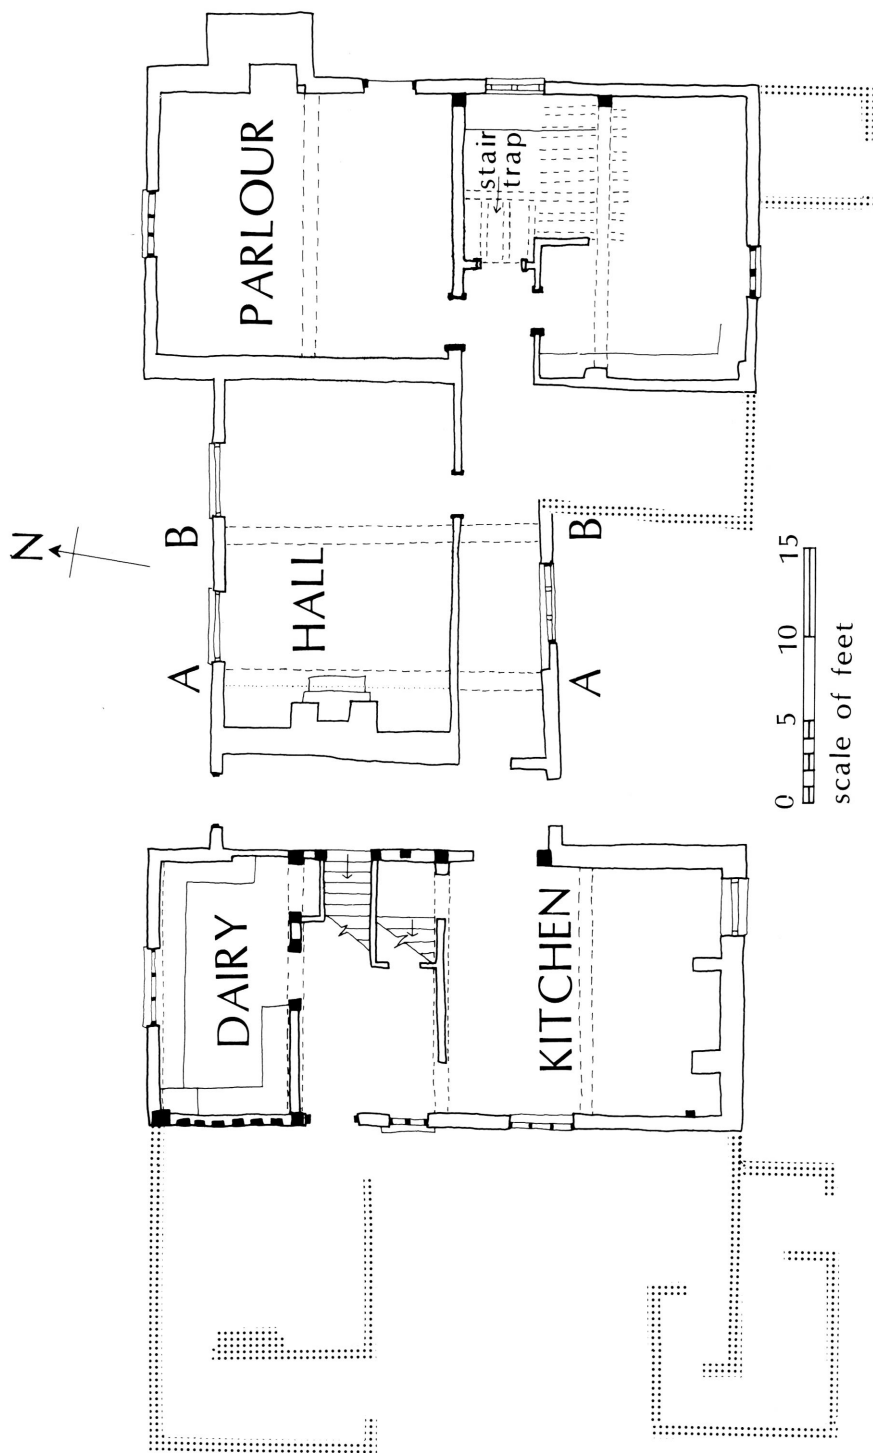 N
DAIRY
KITCHEN
A
A
HALL
B
B
PARLOUR
stair
trap
0 5 10 15
scale of feet